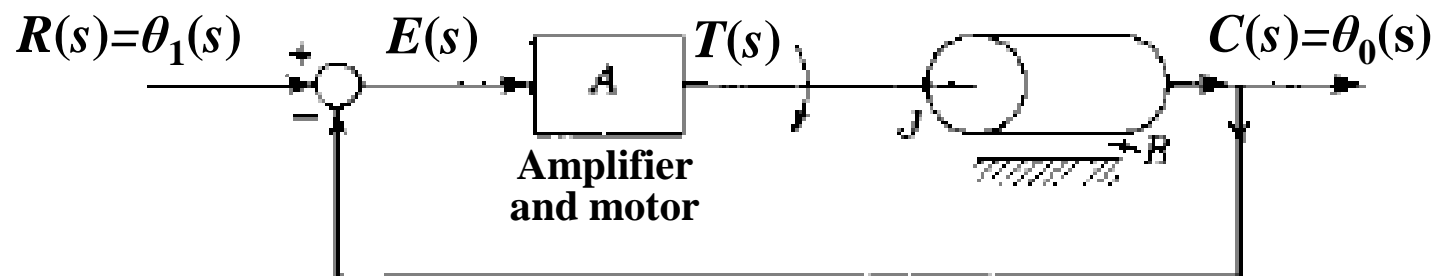 R(s)=θ₁(s)
E(s)
T(s)
C(s)=θ₀(s)
+
−
A
J
B
Amplifier
and motor